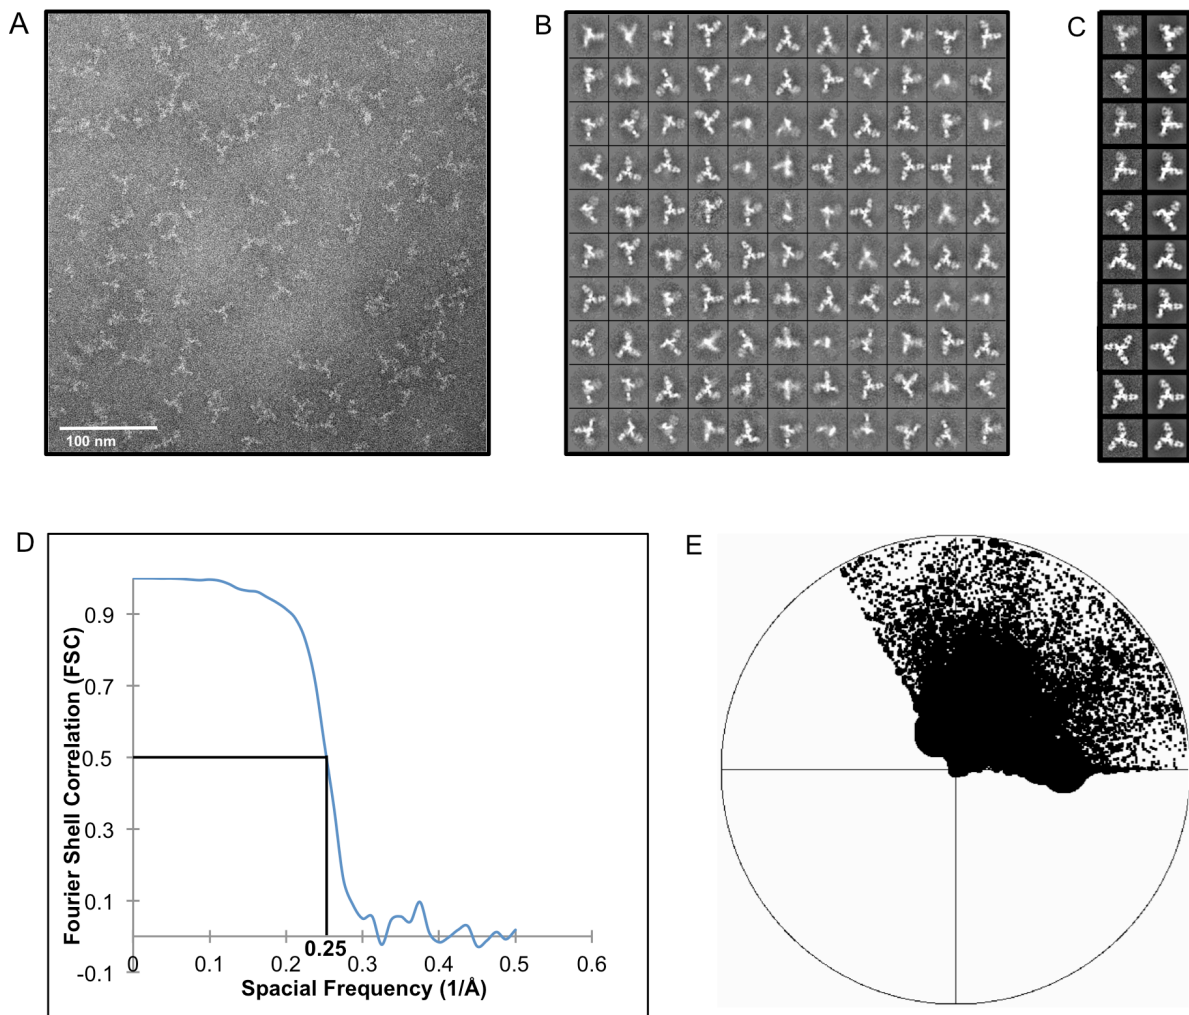 A
B
C
100 nm
D
E
Fourier Shell Correlation (FSC)
0.9
0.7
0.5
0.3
0.1
-0.1
0.25
0 0.1 0.2 0.3 0.4 0.5 0.6
Spacial Frequency (1/Å)